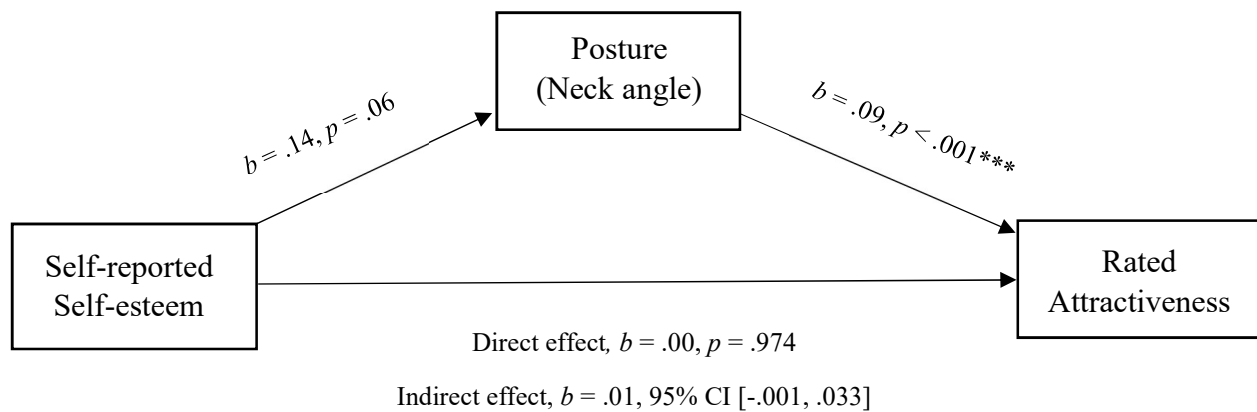 Posture
(Neck angle)
b = .14, p = .06
b = .09, p < .001***
Self-reported
Self-esteem
Rated
Attractiveness
Direct effect, b = .00, p = .974
Indirect effect, b = .01, 95% CI [-.001, .033]